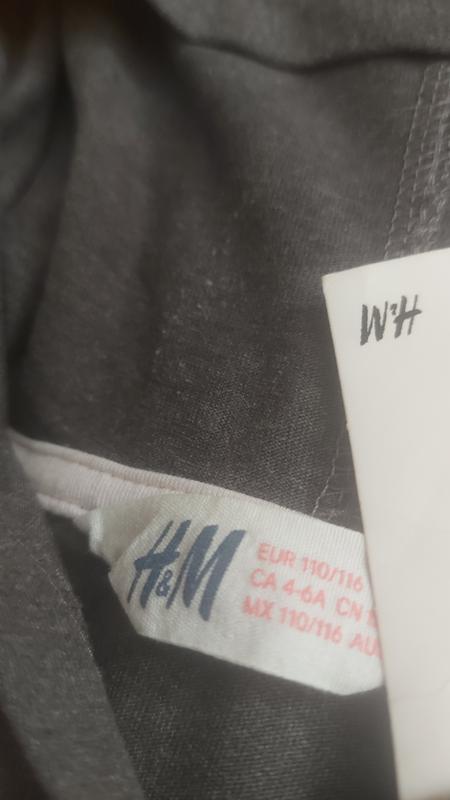 H&M
H&M
EUR 110/116
CA 4-6A CN
MX 110/116 AU